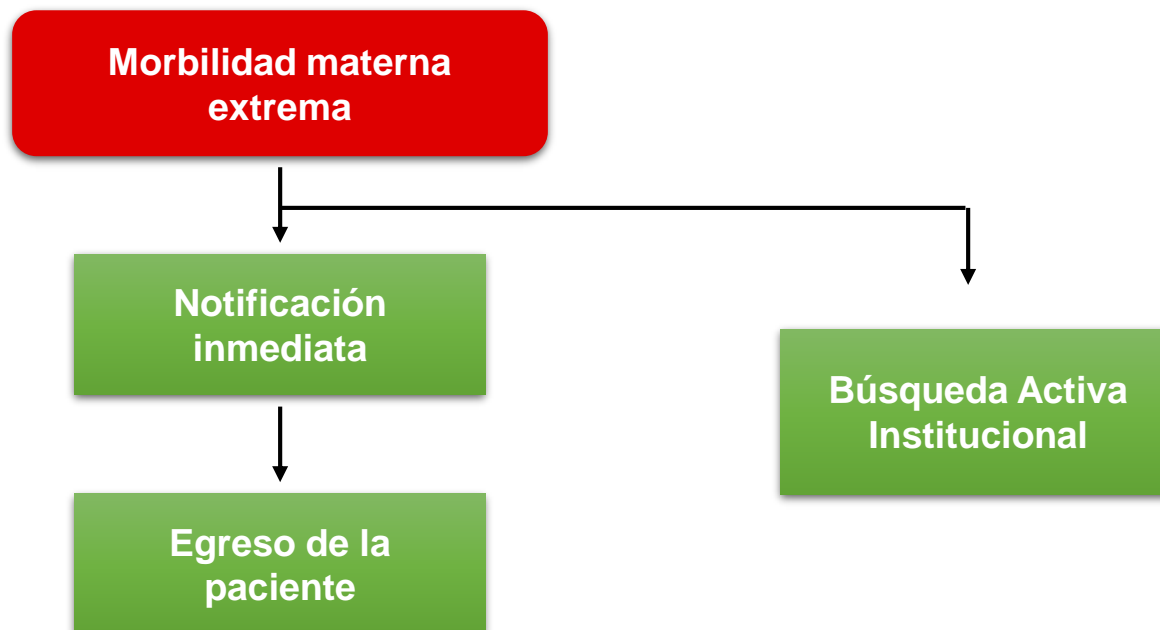 Morbilidad materna
extrema
Notificación
inmediata
Búsqueda Activa
Institucional
Egreso de la
paciente